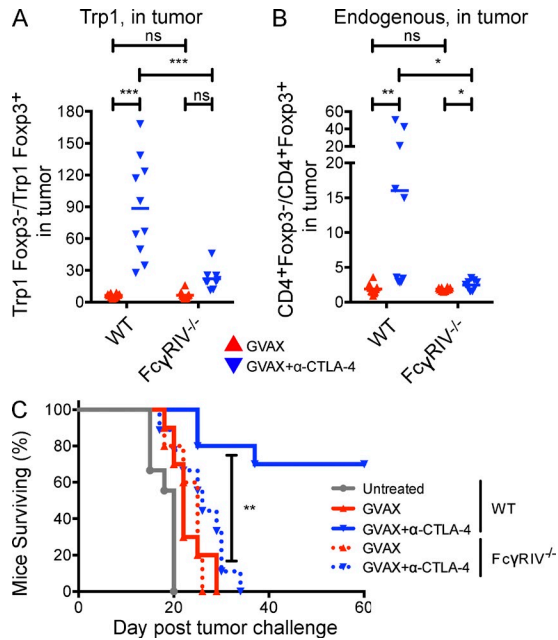 A
Trp1, in tumor
ns
***
***
ns
Trp1 Foxp3-/Trp1 Foxp3+
in tumor
180
150
120
90
60
30
0
WT
FcγRIV-/-
B
Endogenous, in tumor
ns
*
**
*
CD4+Foxp3-/CD4+Foxp3+
in tumor
60
50
40
30
20
15
10
5
0
WT
FcγRIV-/-
GVAX
GVAX+α-CTLA-4
C
Mice Surviving (%)
100
80
60
40
20
0
0
20
40
60
Day post tumor challenge
**
Untreated
GVAX
GVAX+α-CTLA-4
WT
GVAX
GVAX+α-CTLA-4
FcγRIV-/-